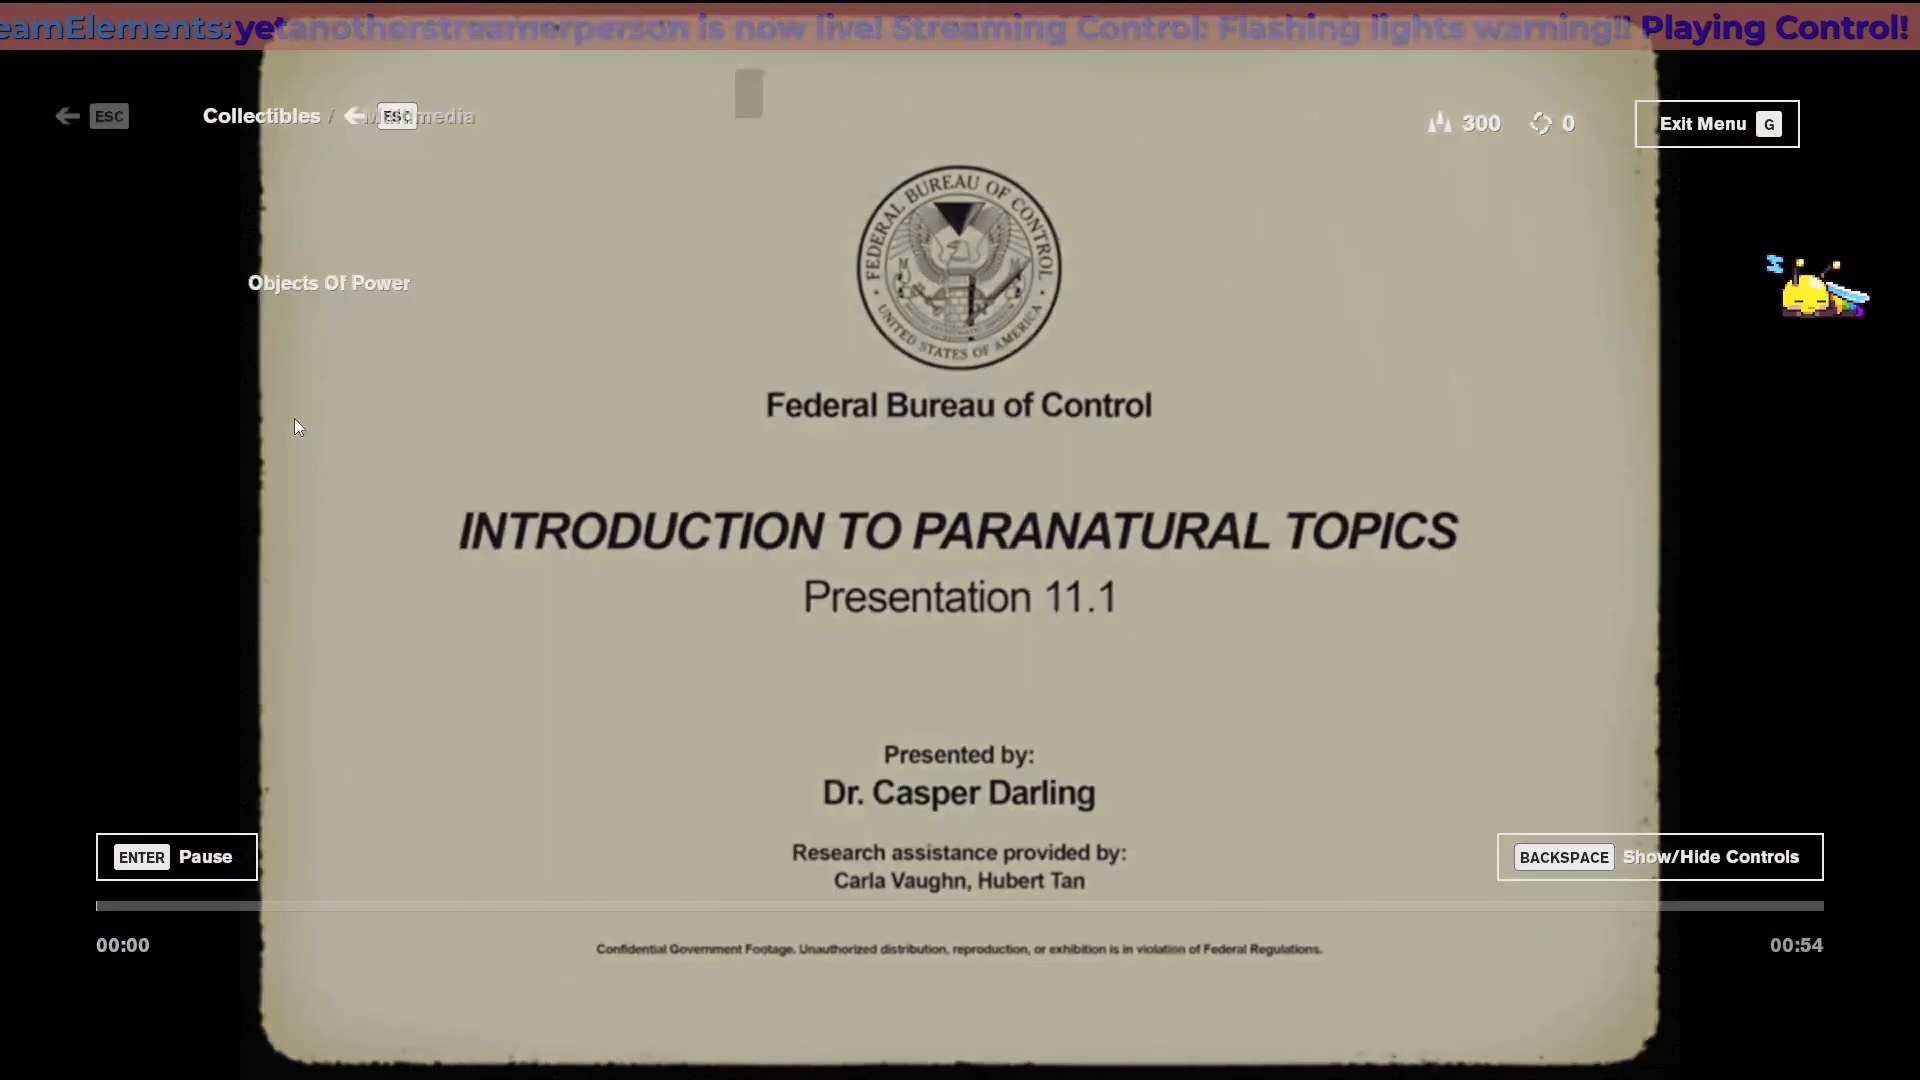 eamElements: yetanotherstreamerperson is now live! Streaming Control: Flashing lights warning!! Playing Control!
ESC
Collectibles / Multimedia
ESC
300
0
Exit Menu G
FEDERAL BUREAU OF CONTROL
UNITED STATES OF AMERICA
Objects Of Power
Federal Bureau of Control
INTRODUCTION TO PARANATURAL TOPICS
Presentation 11.1
Presented by:
Dr. Casper Darling
Research assistance provided by:
Carla Vaughn, Hubert Tan
ENTER Pause
BACKSPACE Show/Hide Controls
00:00
00:54
Confidential Government Footage. Unauthorized distribution, reproduction, or exhibition is in violation of Federal Regulations.